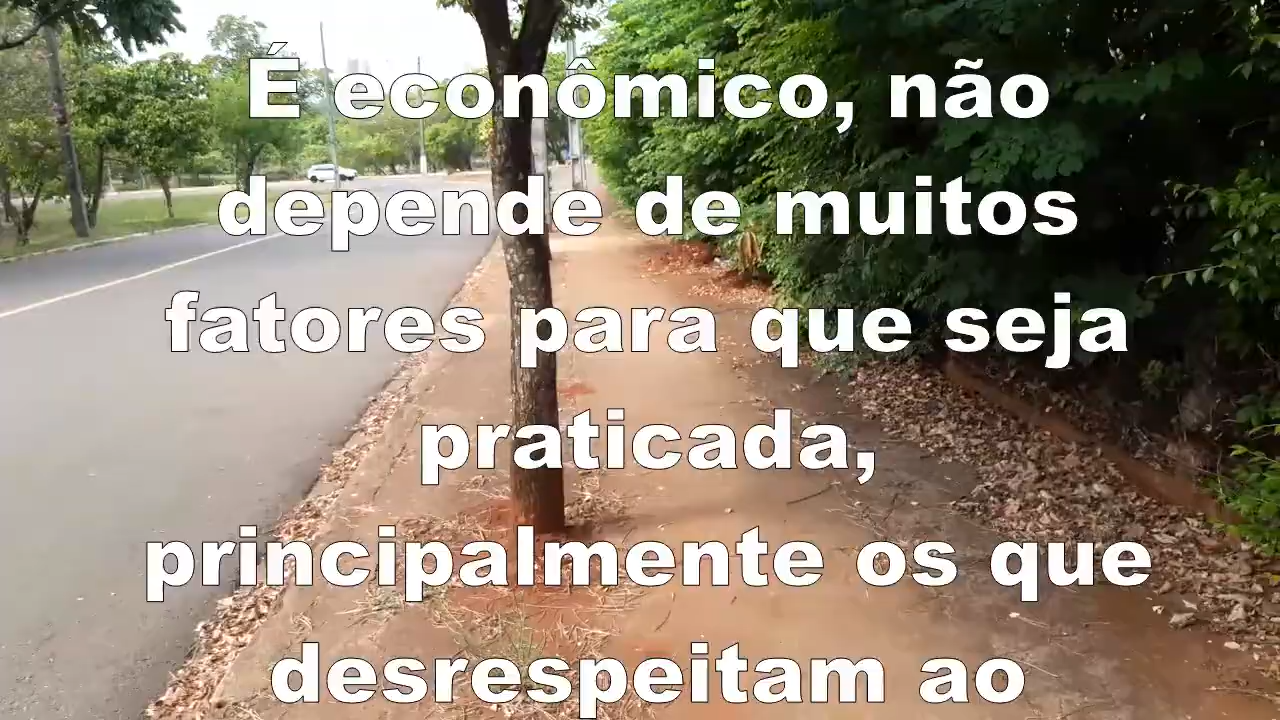 É econômico, não
depende de muitos
fatores para que seja
praticada,
principalmente os que
desrespeitam ao